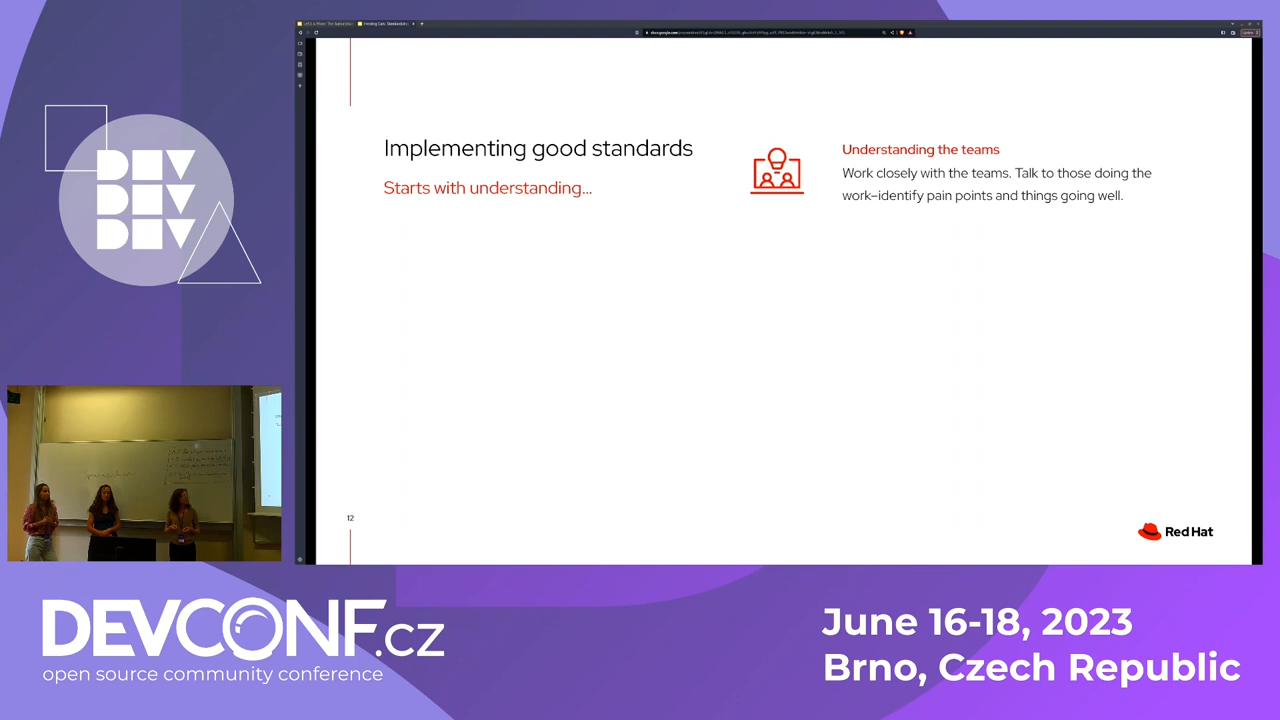 DEV
DEV
DEV
Implementing good standards
Starts with understanding...
Understanding the teams
Work closely with the teams. Talk to those doing the
work–identify pain points and things going well.
12
Red Hat
DEVCONF.cz
open source community conference
June 16-18, 2023
Brno, Czech Republic